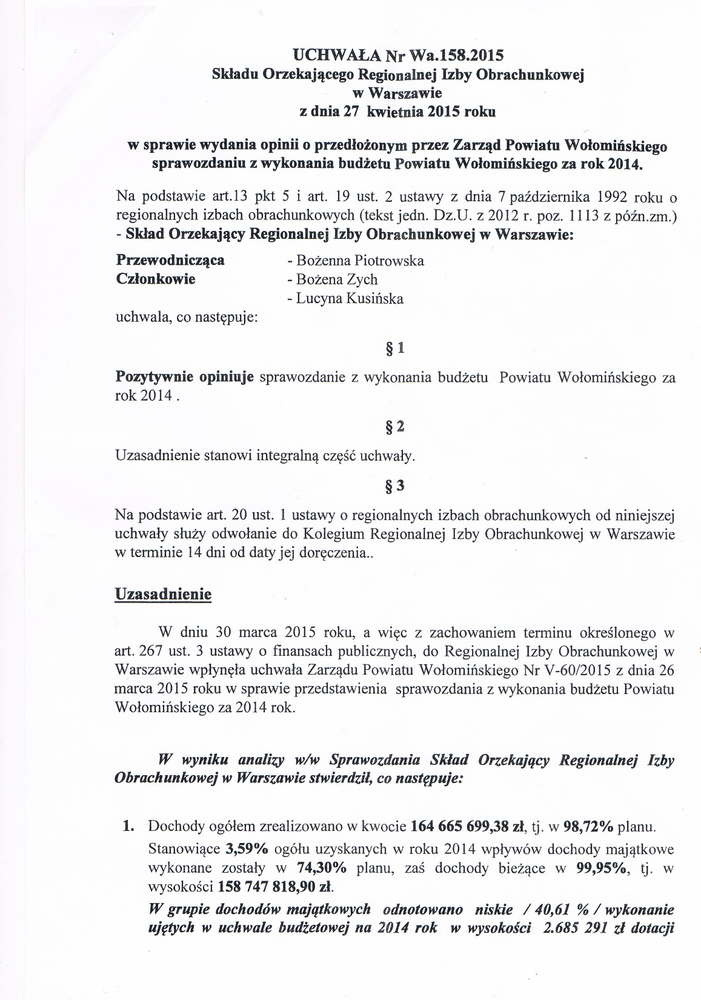 UCHWAŁA Nr Wa.158.2015
Składu Orzekającego Regionalnej Izby Obrachunkowej
w Warszawie
z dnia 27 kwietnia 2015 roku
w sprawie wydania opinii o przedłożonym przez Zarząd Powiatu Wołomińskiego
sprawozdaniu z wykonania budżetu Powiatu Wołomińskiego za rok 2014.
Na podstawie art.13 pkt 5 i art. 19 ust. 2 ustawy z dnia 7 października 1992 roku o
regionalnych izbach obrachunkowych (tekst jedn. Dz.U. z 2012 r. poz. 1113 z późn.zm.)
- Skład Orzekający Regionalnej Izby Obrachunkowej w Warszawie:
Przewodnicząca - Bożenna Piotrowska
Członkowie - Bożena Zych
- Lucyna Kusińska
uchwala, co następuje:
§ 1
Pozytywnie opiniuje sprawozdanie z wykonania budżetu Powiatu Wołomińskiego za
rok 2014 .
§ 2
Uzasadnienie stanowi integralną część uchwały.
§ 3
Na podstawie art. 20 ust. 1 ustawy o regionalnych izbach obrachunkowych od niniejszej
uchwały służy odwołanie do Kolegium Regionalnej Izby Obrachunkowej w Warszawie
w terminie 14 dni od daty jej doręczenia..
Uzasadnienie
W dniu 30 marca 2015 roku, a więc z zachowaniem terminu określonego w
art. 267 ust. 3 ustawy o finansach publicznych, do Regionalnej Izby Obrachunkowej w
Warszawie wpłynęła uchwała Zarządu Powiatu Wołomińskiego Nr V-60/2015 z dnia 26
marca 2015 roku w sprawie przedstawienia sprawozdania z wykonania budżetu Powiatu
Wołomińskiego za 2014 rok.
W wyniku analizy w/w Sprawozdania Skład Orzekający Regionalnej Izby
Obrachunkowej w Warszawie stwierdził, co następuje:
1. Dochody ogółem zrealizowano w kwocie 164 665 699,38 zł, tj. w 98,72% planu.
Stanowiące 3,59% ogółu uzyskanych w roku 2014 wpływów dochody majątkowe
wykonane zostały w 74,30% planu, zaś dochody bieżące w 99,95%, tj. w
wysokości 158 747 818,90 zł.
W grupie dochodów majątkowych odnotowano niskie / 40,61 % / wykonanie
ujętych w uchwale budżetowej na 2014 rok w wysokości 2.685 291 zł dotacji